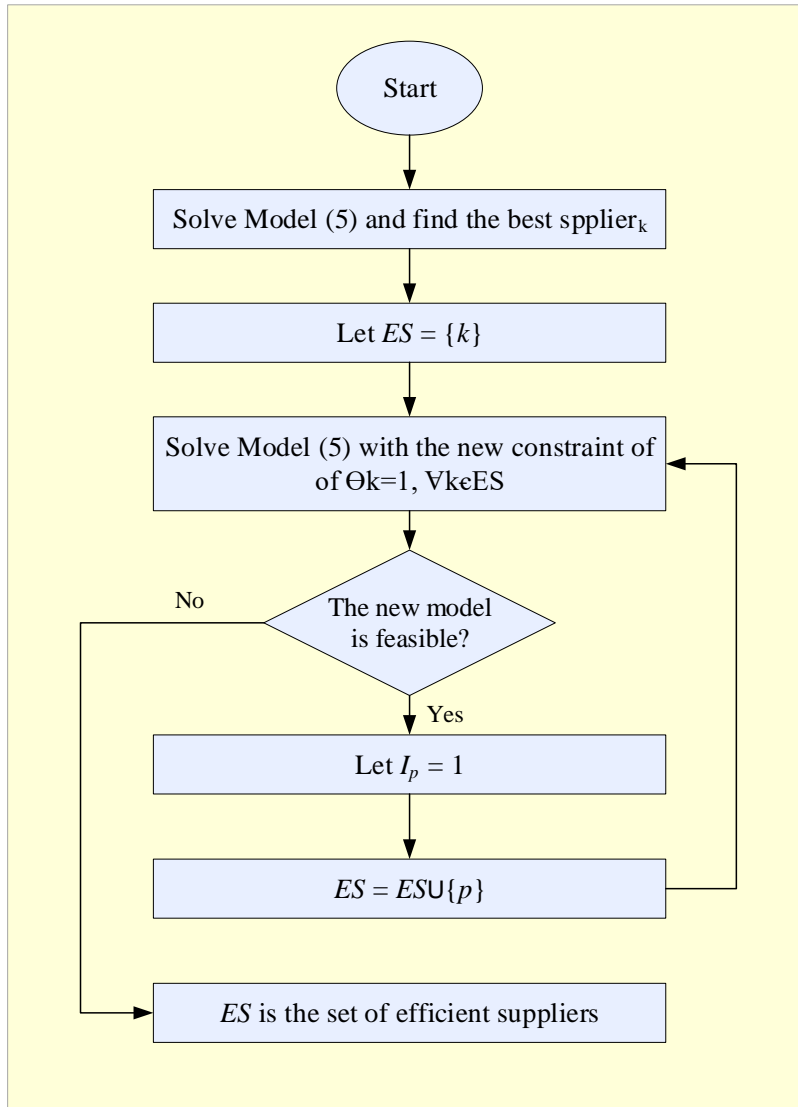 Start
Solve Model (5) and find the best spplierₖ
Let ES = {k}
Solve Model (5) with the new constraint of
of Ѳk=1, ∀kєES
The new model
is feasible?
No
Yes
Let Iₚ = 1
ES = ES∪{p}
ES is the set of efficient suppliers